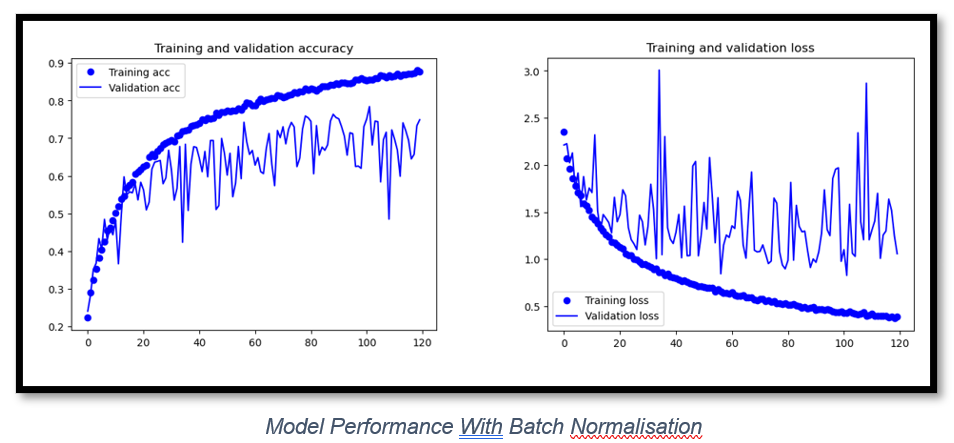 Training and validation accuracy
0.9
0.8
0.7
0.6
0.5
0.4
0.3
0.2
Training acc
Validation acc
0 20 40 60 80 100 120
Training and validation loss
3.0
2.5
2.0
1.5
1.0
0.5
Training loss
Validation loss
0 20 40 60 80 100 120
Model Performance With Batch Normalisation